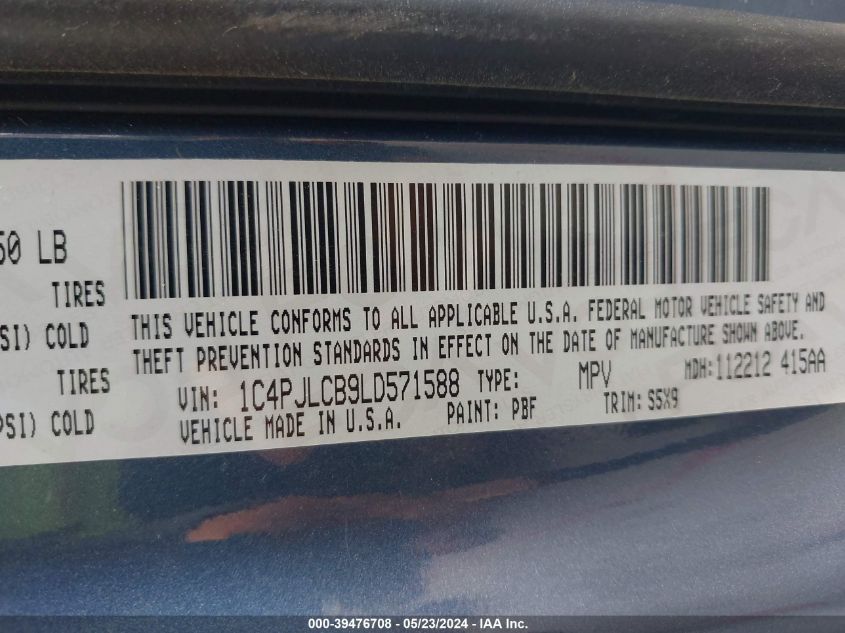 50 LB
TIRES
SI) COLD
TIRES
PSI) COLD
THIS VEHICLE CONFORMS TO ALL APPLICABLE U.S.A. FEDERAL MOTOR VEHICLE SAFETY AND
THEFT PREVENTION STANDARDS IN EFFECT ON THE DATE OF MANUFACTURE SHOWN ABOVE.
VIN: 1C4PJLCB9LD571588 TYPE: MPV MDH:112212 415AA
VEHICLE MADE IN U.S.A. PAINT: PBF TRIM: S5X9
000-39476708 - 05/23/2024 - IAA Inc.